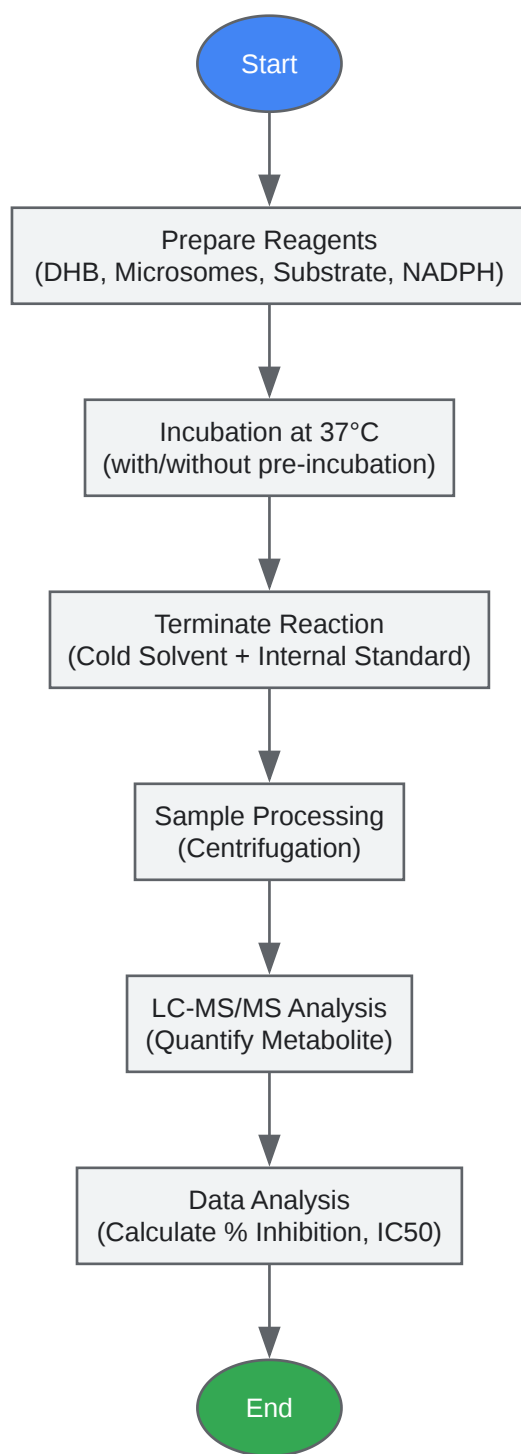 Start
Prepare Reagents
(DHB, Microsomes, Substrate, NADPH)
Incubation at 37°C
(with/without pre-incubation)
Terminate Reaction
(Cold Solvent + Internal Standard)
Sample Processing
(Centrifugation)
LC-MS/MS Analysis
(Quantify Metabolite)
Data Analysis
(Calculate % Inhibition, IC50)
End